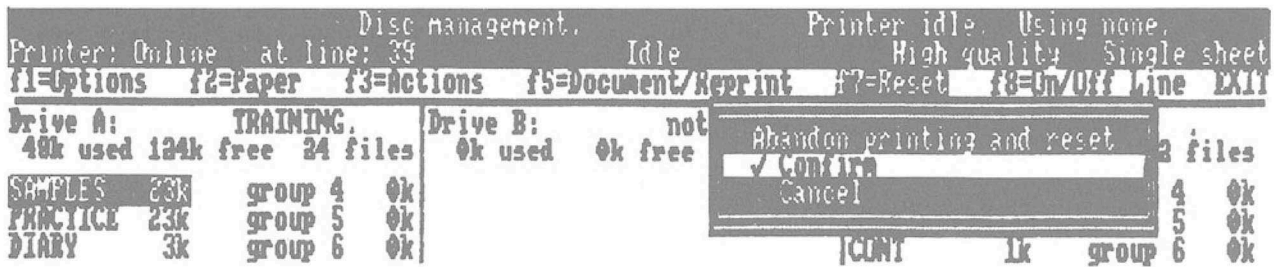 Disc management. Printer idle. Using none.
Printer: Online at line: 39 Idle High quality Single sheet
f1=Options f2=Paper f3=Actions f5=Document/Reprint f7=Reset f8=On/Off Line EXIT
Drive A: TRAINING. Drive B: not
48k used 124k free 24 files 0k used 0k free 2 files
Abandon printing and reset
✓ Confirm
Cancel
SAMPLES 20k group 4 0k 4 0k
PRACTICE 23k group 5 0k 5 0k
DIARY 3k group 6 0k CONT 1k group 6 0k